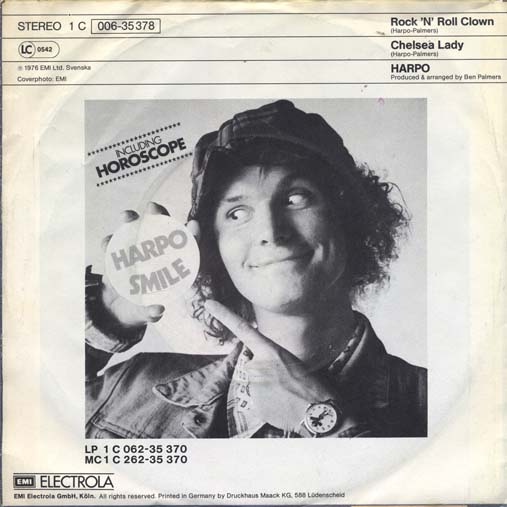 STEREO 1 C 006-35 378
LC 0542
℗ 1976 EMI Ltd. Svenska
Coverphoto: EMI
Rock 'N' Roll Clown
(Harpo-Palmers)
Chelsea Lady
(Harpo-Palmers)
HARPO
Produced & arranged by Ben Palmers
INCLUDING
HOROSCOPE
HARPO
SMILE
LP 1 C 062-35 370
MC 1 C 262-35 370
EMI ELECTROLA
EMI Electrola GmbH, Köln. All rights reserved. Printed in Germany by Druckhaus Maack KG, 588 Lüdenscheid